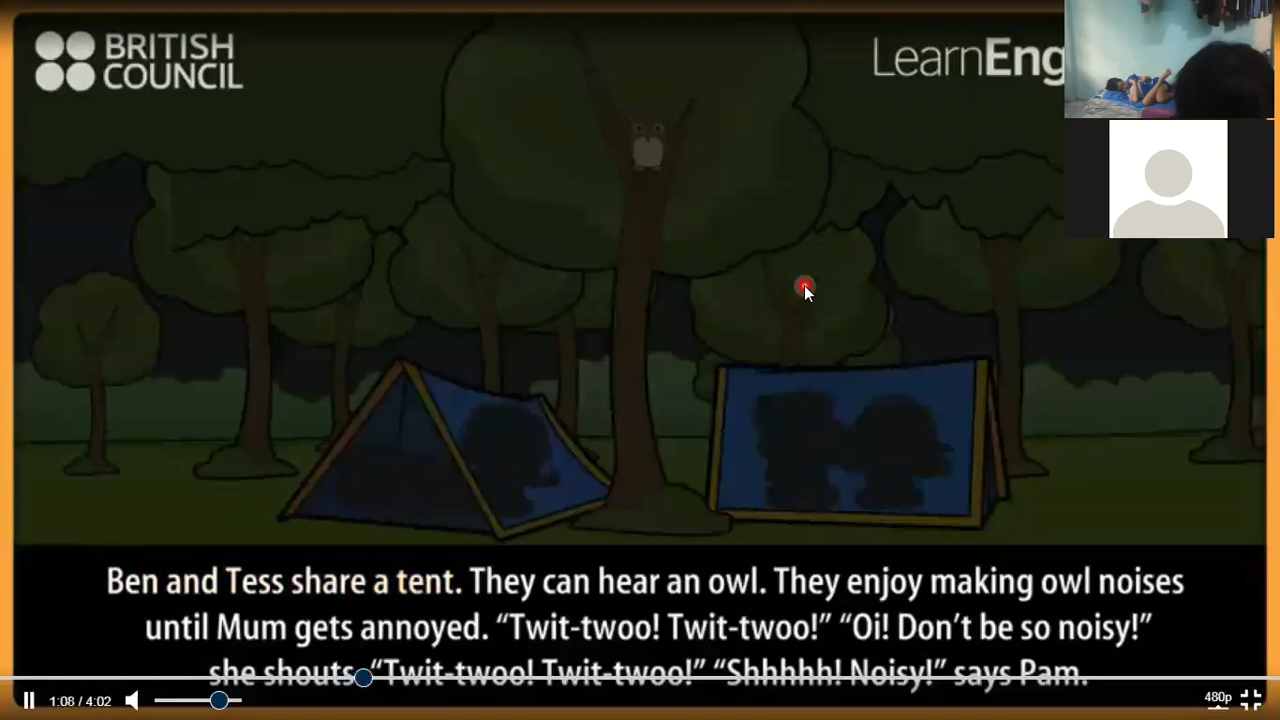 BRITISH
COUNCIL
LearnEng
Ben and Tess share a tent. They can hear an owl. They enjoy making owl noises
until Mum gets annoyed. “Twit-twoo! Twit-twoo!” “Oi! Don’t be so noisy!”
she shouts. “Twit-twoo! Twit-twoo!” “Shhhhh! Noisy!” says Pam.
1:08 / 4:02
480p